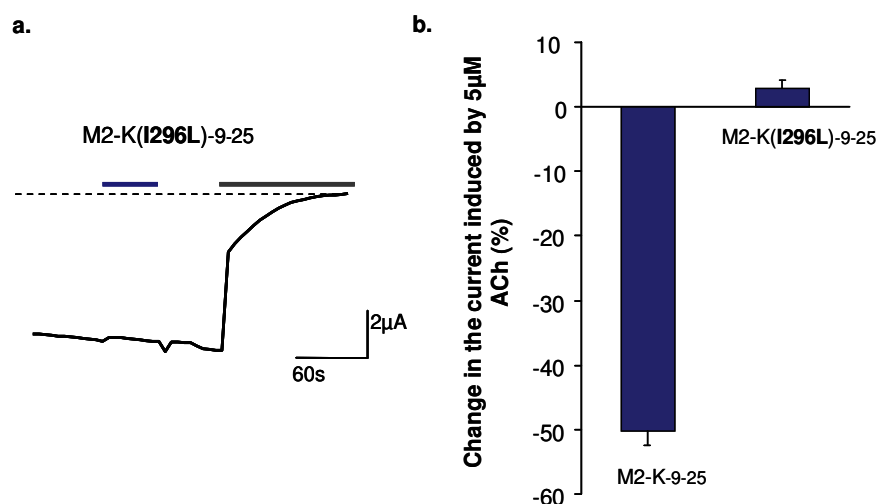 a.
M2-K(I296L)-9-25
2µA
60s
b.
Change in the current induced by 5µM
ACh (%)
10
0
-10
-20
-30
-40
-50
-60
M2-K(I296L)-9-25
M2-K-9-25